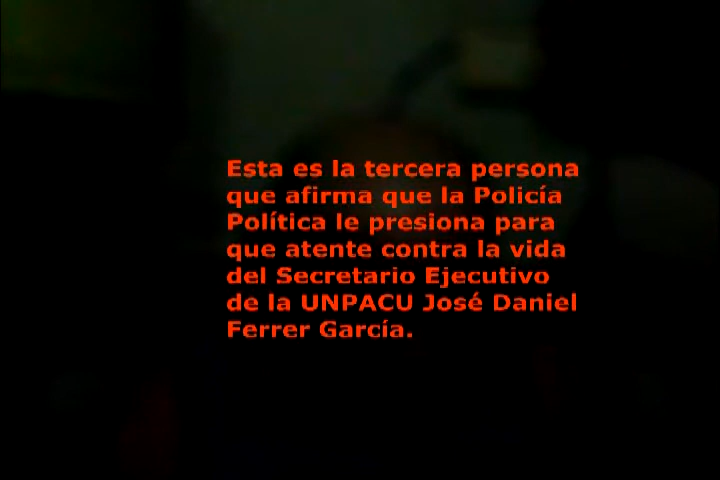 Esta es la tercera persona
que afirma que la Policía
Política le presiona para
que atente contra la vida
del Secretario Ejecutivo
de la UNPACU José Daniel
Ferrer García.